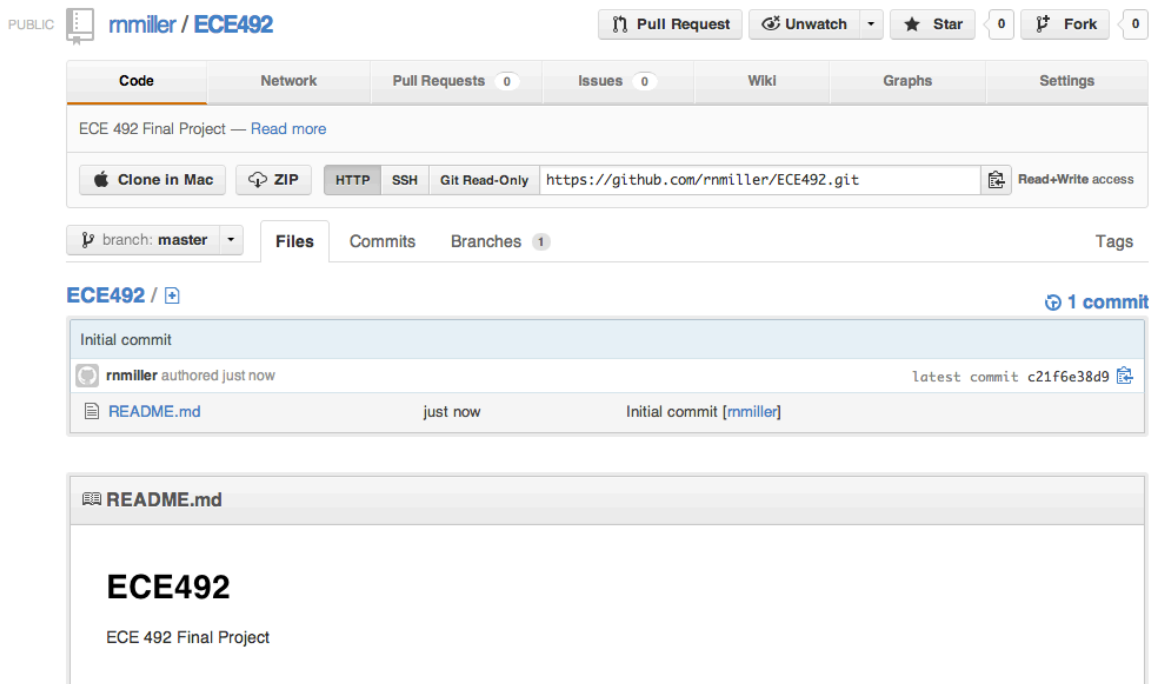 PUBLIC rnmiller / ECE492 Pull Request Unwatch Star 0 Fork 0
Code Network Pull Requests 0 Issues 0 Wiki Graphs Settings
ECE 492 Final Project — Read more
Clone in Mac ZIP HTTP SSH Git Read-Only https://github.com/rnmiller/ECE492.git Read+Write access
branch: master Files Commits Branches 1 Tags
ECE492 /
1 commit
Initial commit
rnmiller authored just now latest commit c21f6e38d9
README.md just now Initial commit [rnmiller]
README.md
ECE492
ECE 492 Final Project